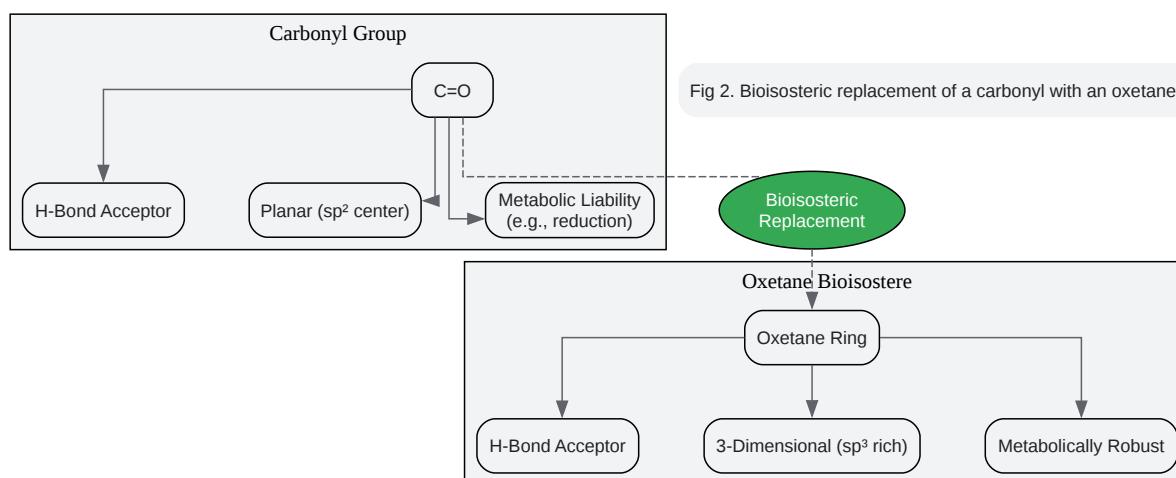 Carbonyl Group
C=O
Fig 2. Bioisosteric replacement of a carbonyl with an oxetane
H-Bond Acceptor
Planar (sp² center)
Metabolic Liability
(e.g., reduction)
Bioisosteric
Replacement
Oxetane Bioisostere
Oxetane Ring
H-Bond Acceptor
3-Dimensional (sp³ rich)
Metabolically Robust